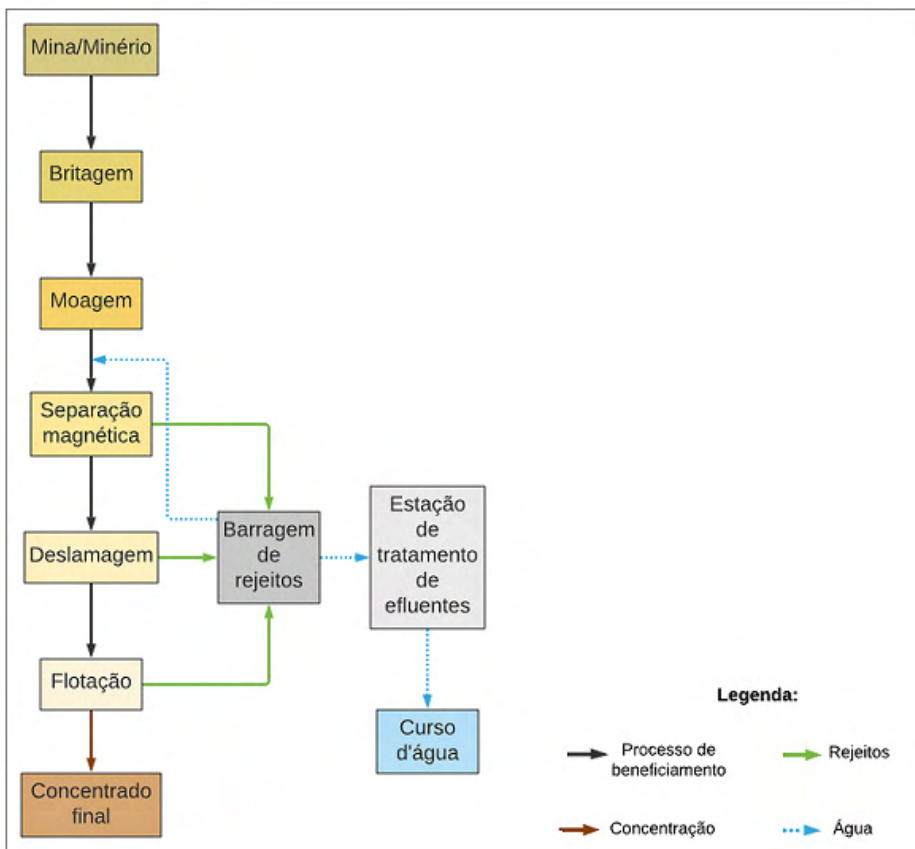 Mina/Minério
Britagem
Moagem
Separação
magnética
Deslamagem
Flotação
Concentrado
final
Barragem
de
rejeitos
Estação
de
tratamento
de
efluentes
Curso
d'água
Legenda:
Processo de
beneficiamento
Rejeitos
Concentração
Água